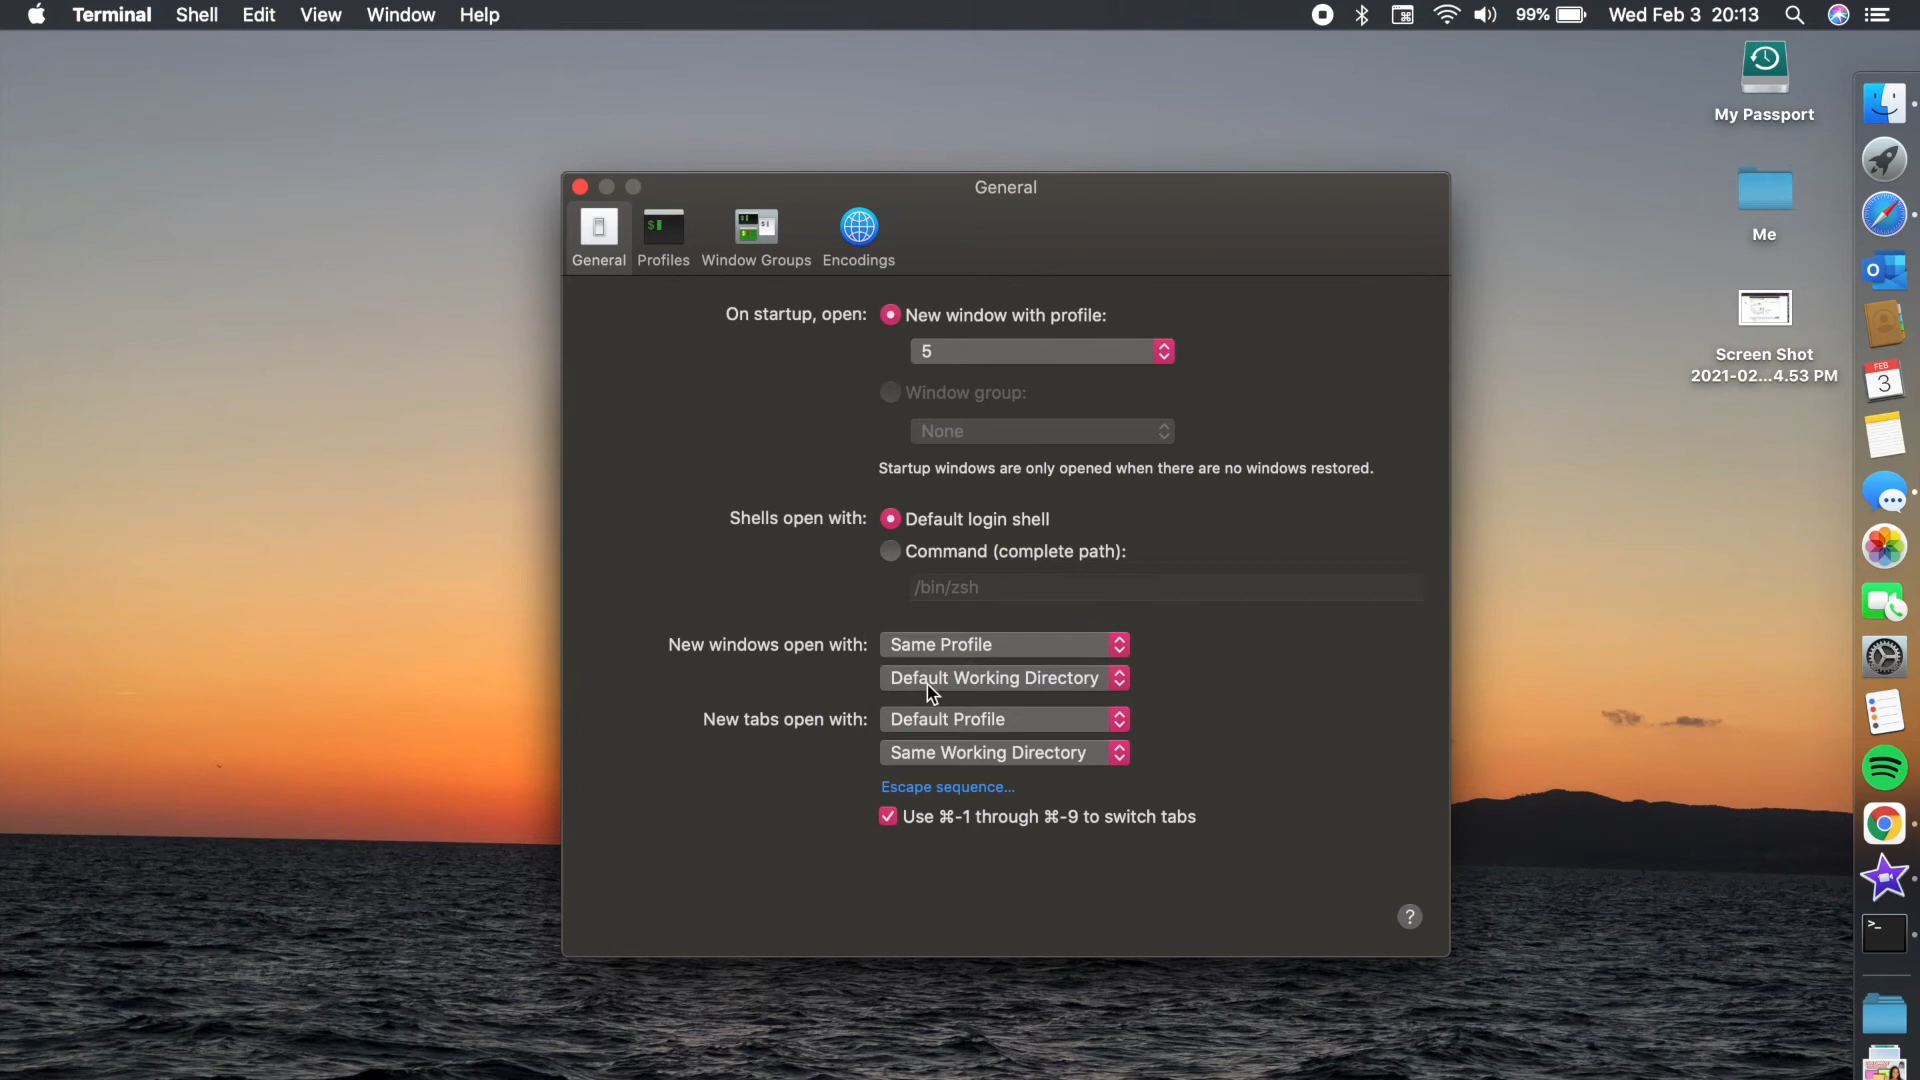 Terminal Shell Edit View Window Help 99% Wed Feb 3 20:13
My Passport
Me
Screen Shot
2021-02...4.53 PM
General
General Profiles Window Groups Encodings
On startup, open: New window with profile:
5
Window group:
None
Startup windows are only opened when there are no windows restored.
Shells open with: Default login shell
Command (complete path):
/bin/zsh
New windows open with: Same Profile
Default Working Directory
New tabs open with: Default Profile
Same Working Directory
Escape sequence...
Use ⌘-1 through ⌘-9 to switch tabs
?
FEB
3